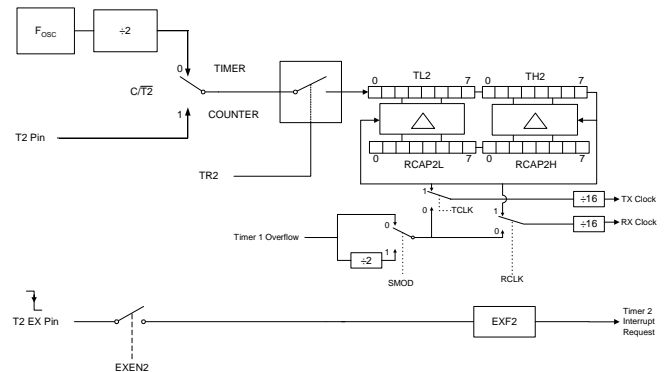 FOSC
÷2
0
TIMER
C/T2
1
COUNTER
T2 Pin
TR2
0
TL2
7
0
TH2
7
0
RCAP2L
7
0
RCAP2H
7
1
TCLK
0
1
0
÷16
TX Clock
÷16
RX Clock
Timer 1 Overflow
0
÷2
1
SMOD
RCLK
T2 EX Pin
EXEN2
EXF2
Timer 2
Interrupt
Request